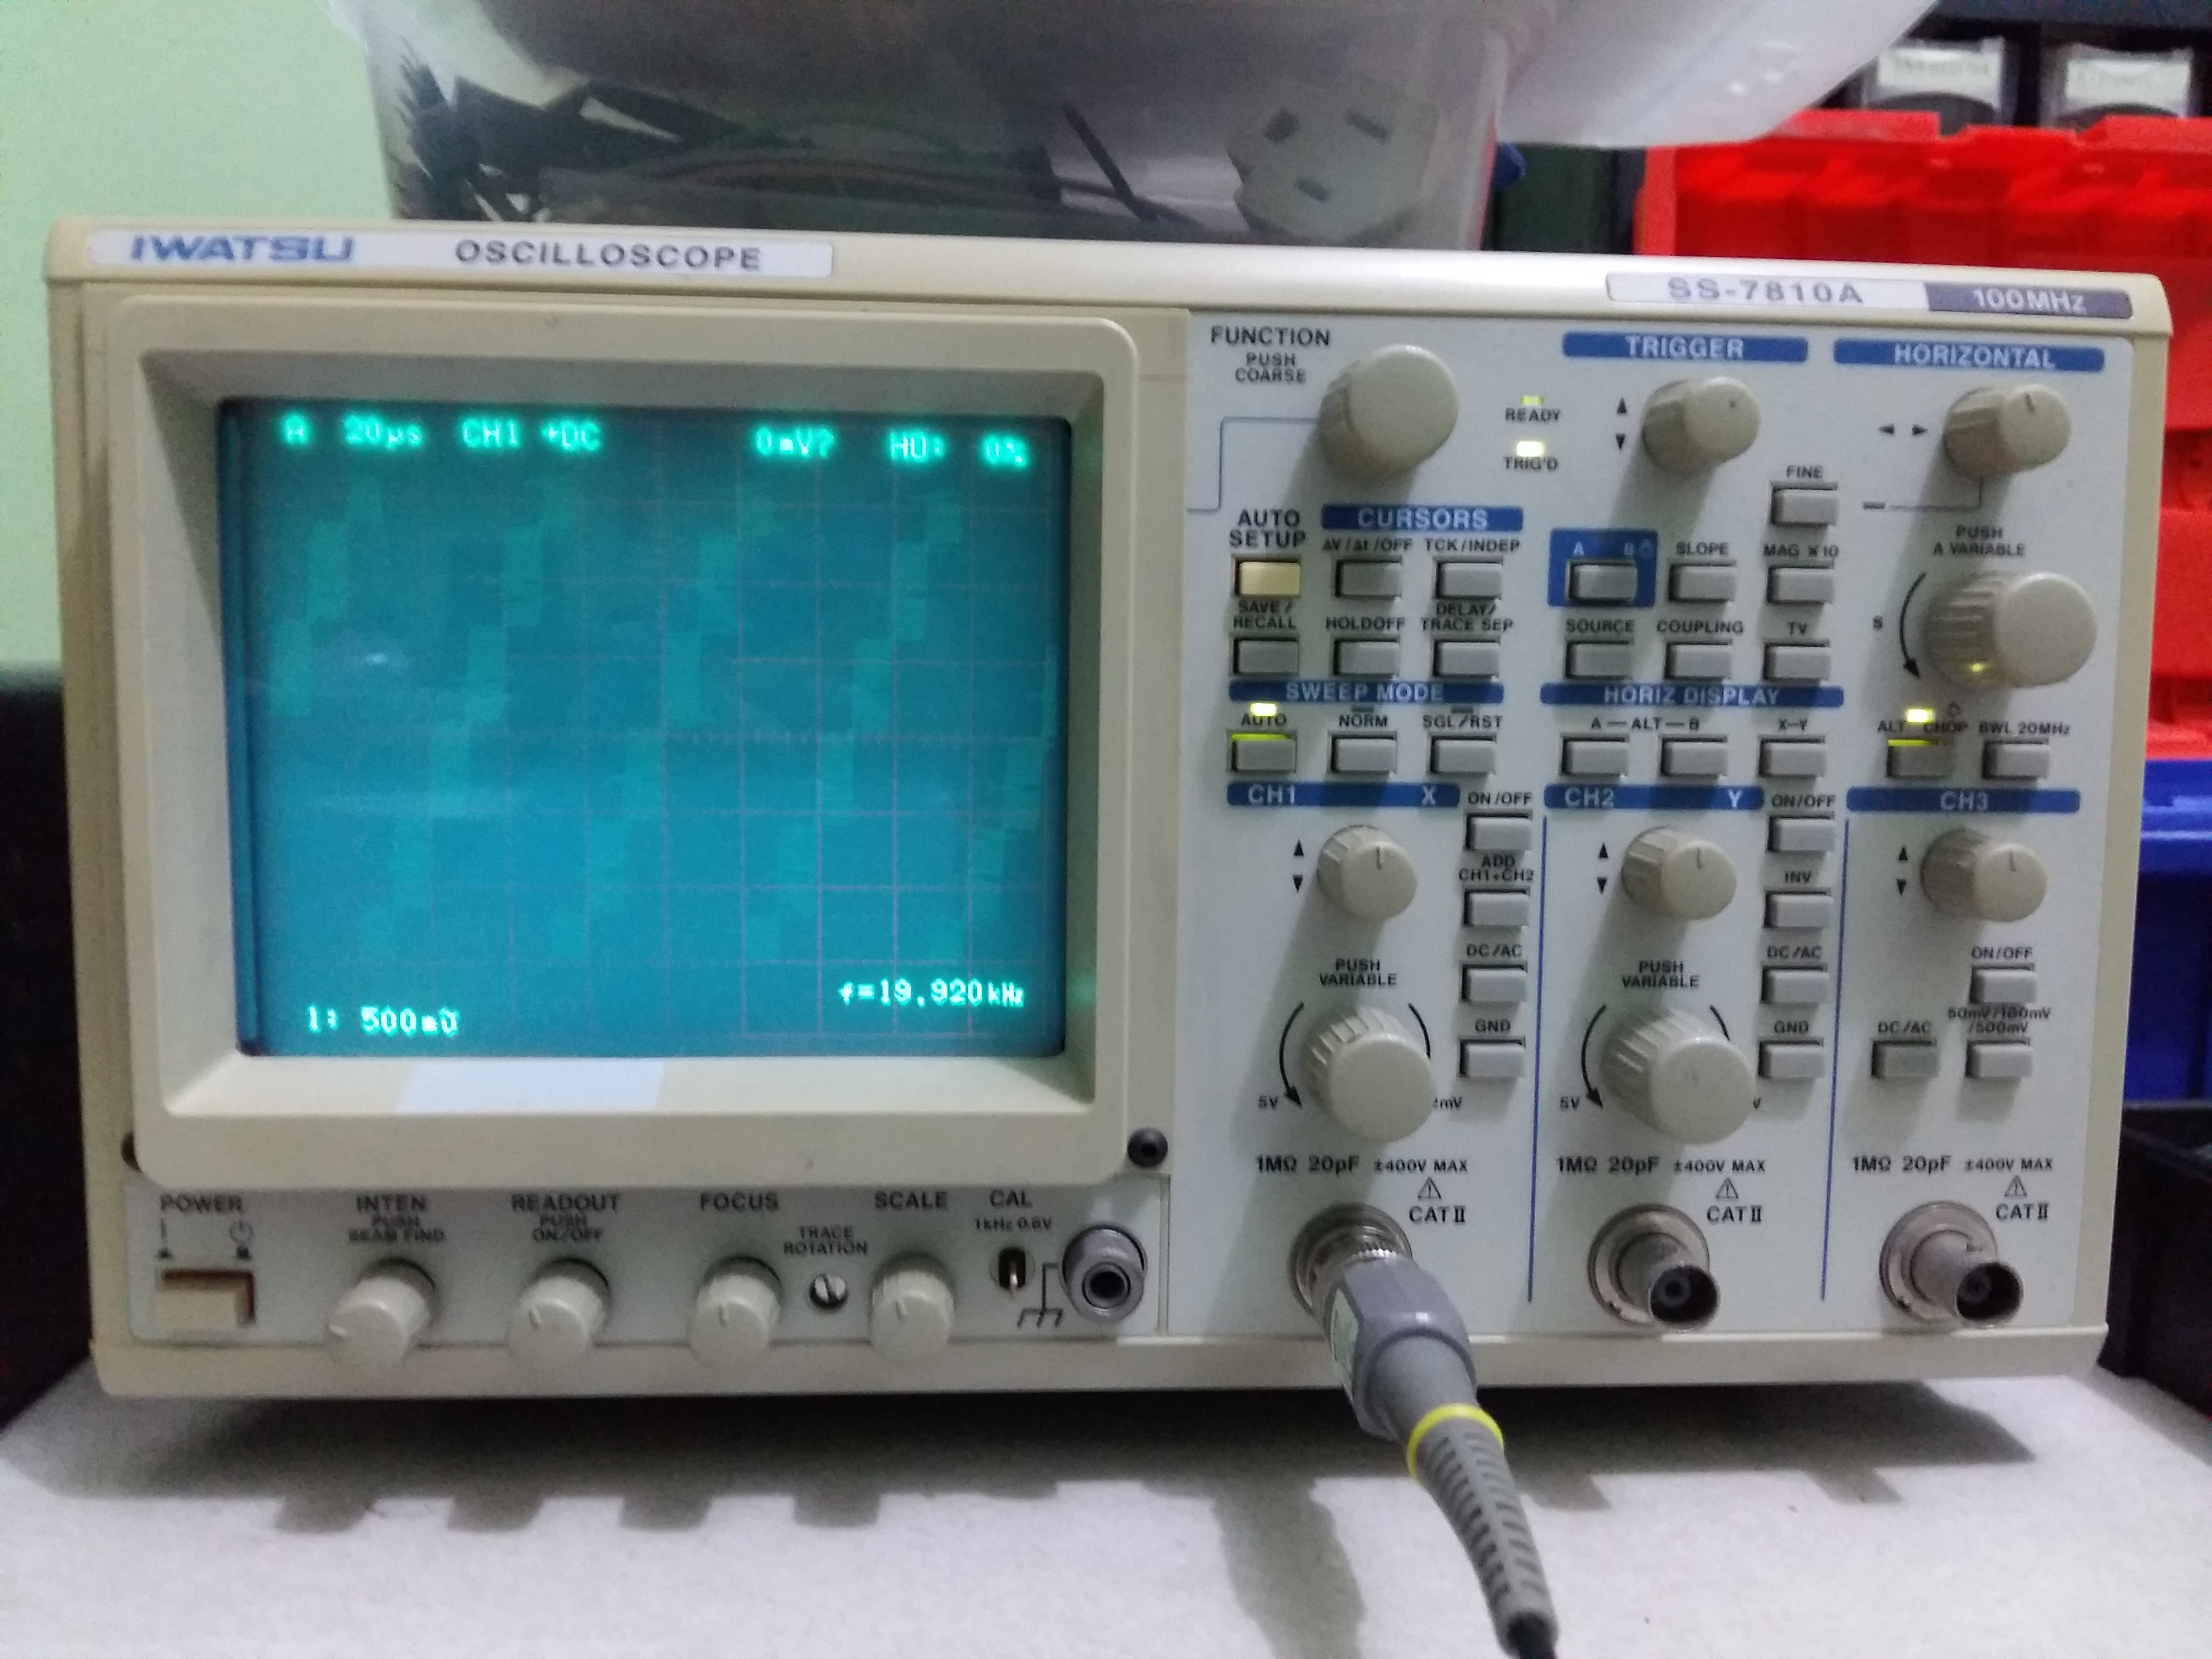 IWATSU OSCILLOSCOPE
SS-7810A 100MHz
A 20µs CH1 +DC 0mV? HO: 0%
f=19.920kHz
1: 500mV
FUNCTION
PUSH
COARSE
TRIGGER
HORIZONTAL
READY
TRIG'D
FINE
AUTO
SETUP
CURSORS
ΔV/Δt/OFF TCK/INDEP
A B
SLOPE
MAG ×10
PUSH
A VARIABLE
SAVE/
RECALL
HOLDOFF
DELAY/
TRACE SEP
SOURCE
COUPLING
TV
S
SWEEP MODE
HORIZ DISPLAY
AUTO
NORM
SGL/RST
A—ALT—B
X—Y
ALT CHOP
BWL 20MHz
CH1 X
ON/OFF
CH2 Y
ON/OFF
CH3
ADD
CH1+CH2
INV
DC/AC
DC/AC
ON/OFF
PUSH
VARIABLE
PUSH
VARIABLE
GND
GND
DC/AC
50mV/100mV
/500mV
5V
mV
5V
V
1MΩ 20pF ±400V MAX
CAT II
1MΩ 20pF ±400V MAX
CAT II
1MΩ 20pF ±400V MAX
CAT II
POWER
INTEN
PUSH
BEAM FIND
READOUT
PUSH
ON/OFF
FOCUS
TRACE
ROTATION
SCALE
CAL
1kHz 0.6V